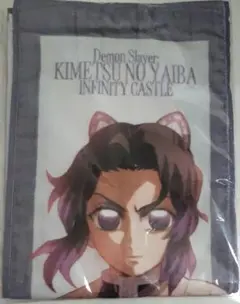 Demon Slayer:
KIMETSU NO YAIBA
INFINITY CASTLE